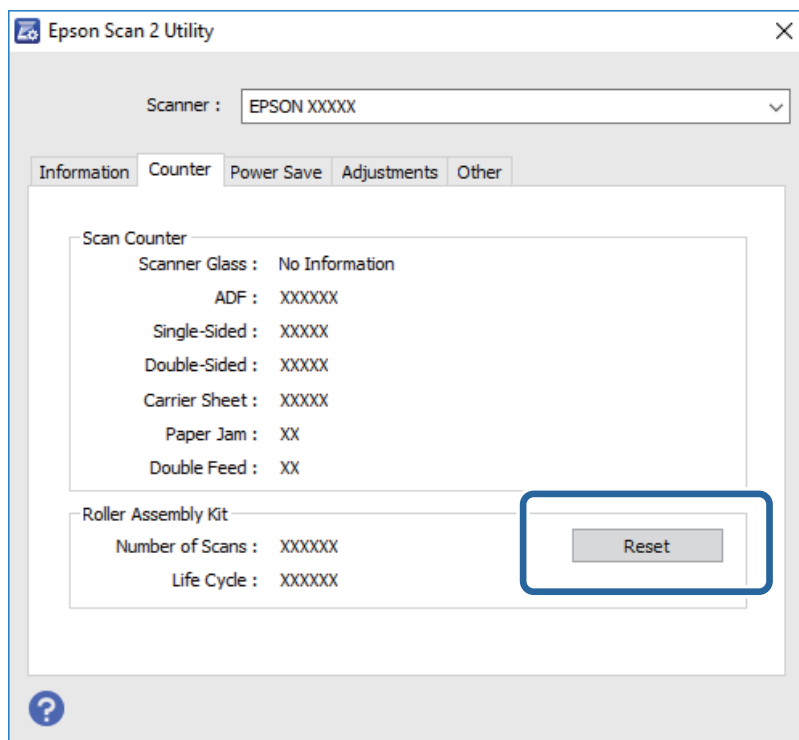 Epson Scan 2 Utility
Scanner : EPSON XXXXX
Information Counter Power Save Adjustments Other
Scan Counter
Scanner Glass : No Information
ADF : XXXXXX
Single-Sided : XXXXX
Double-Sided : XXXXX
Carrier Sheet : XXXXX
Paper Jam : XX
Double Feed : XX
Roller Assembly Kit
Number of Scans : XXXXXX Reset
Life Cycle : XXXXXX
?